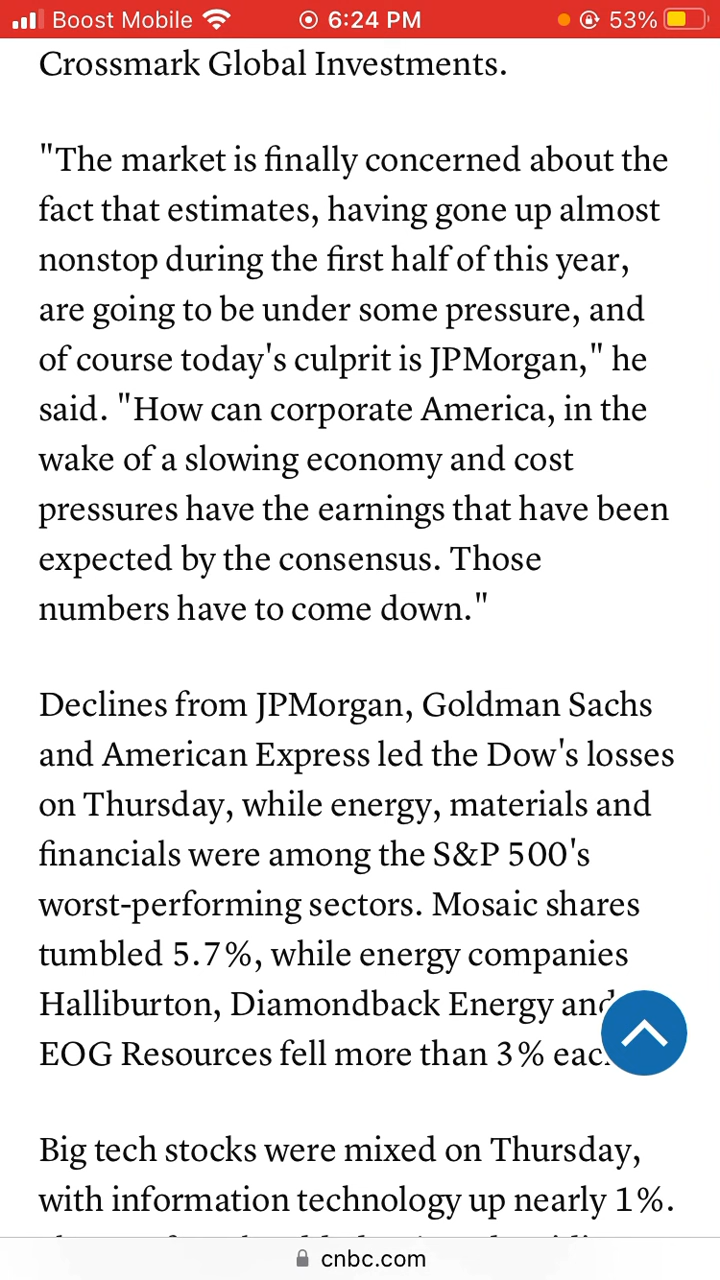 Boost Mobile 6:24 PM 53%
Crossmark Global Investments.
"The market is finally concerned about the
fact that estimates, having gone up almost
nonstop during the first half of this year,
are going to be under some pressure, and
of course today's culprit is JPMorgan," he
said. "How can corporate America, in the
wake of a slowing economy and cost
pressures have the earnings that have been
expected by the consensus. Those
numbers have to come down."
Declines from JPMorgan, Goldman Sachs
and American Express led the Dow's losses
on Thursday, while energy, materials and
financials were among the S&P 500's
worst-performing sectors. Mosaic shares
tumbled 5.7%, while energy companies
Halliburton, Diamondback Energy and
EOG Resources fell more than 3% eac
Big tech stocks were mixed on Thursday,
with information technology up nearly 1%.
cnbc.com